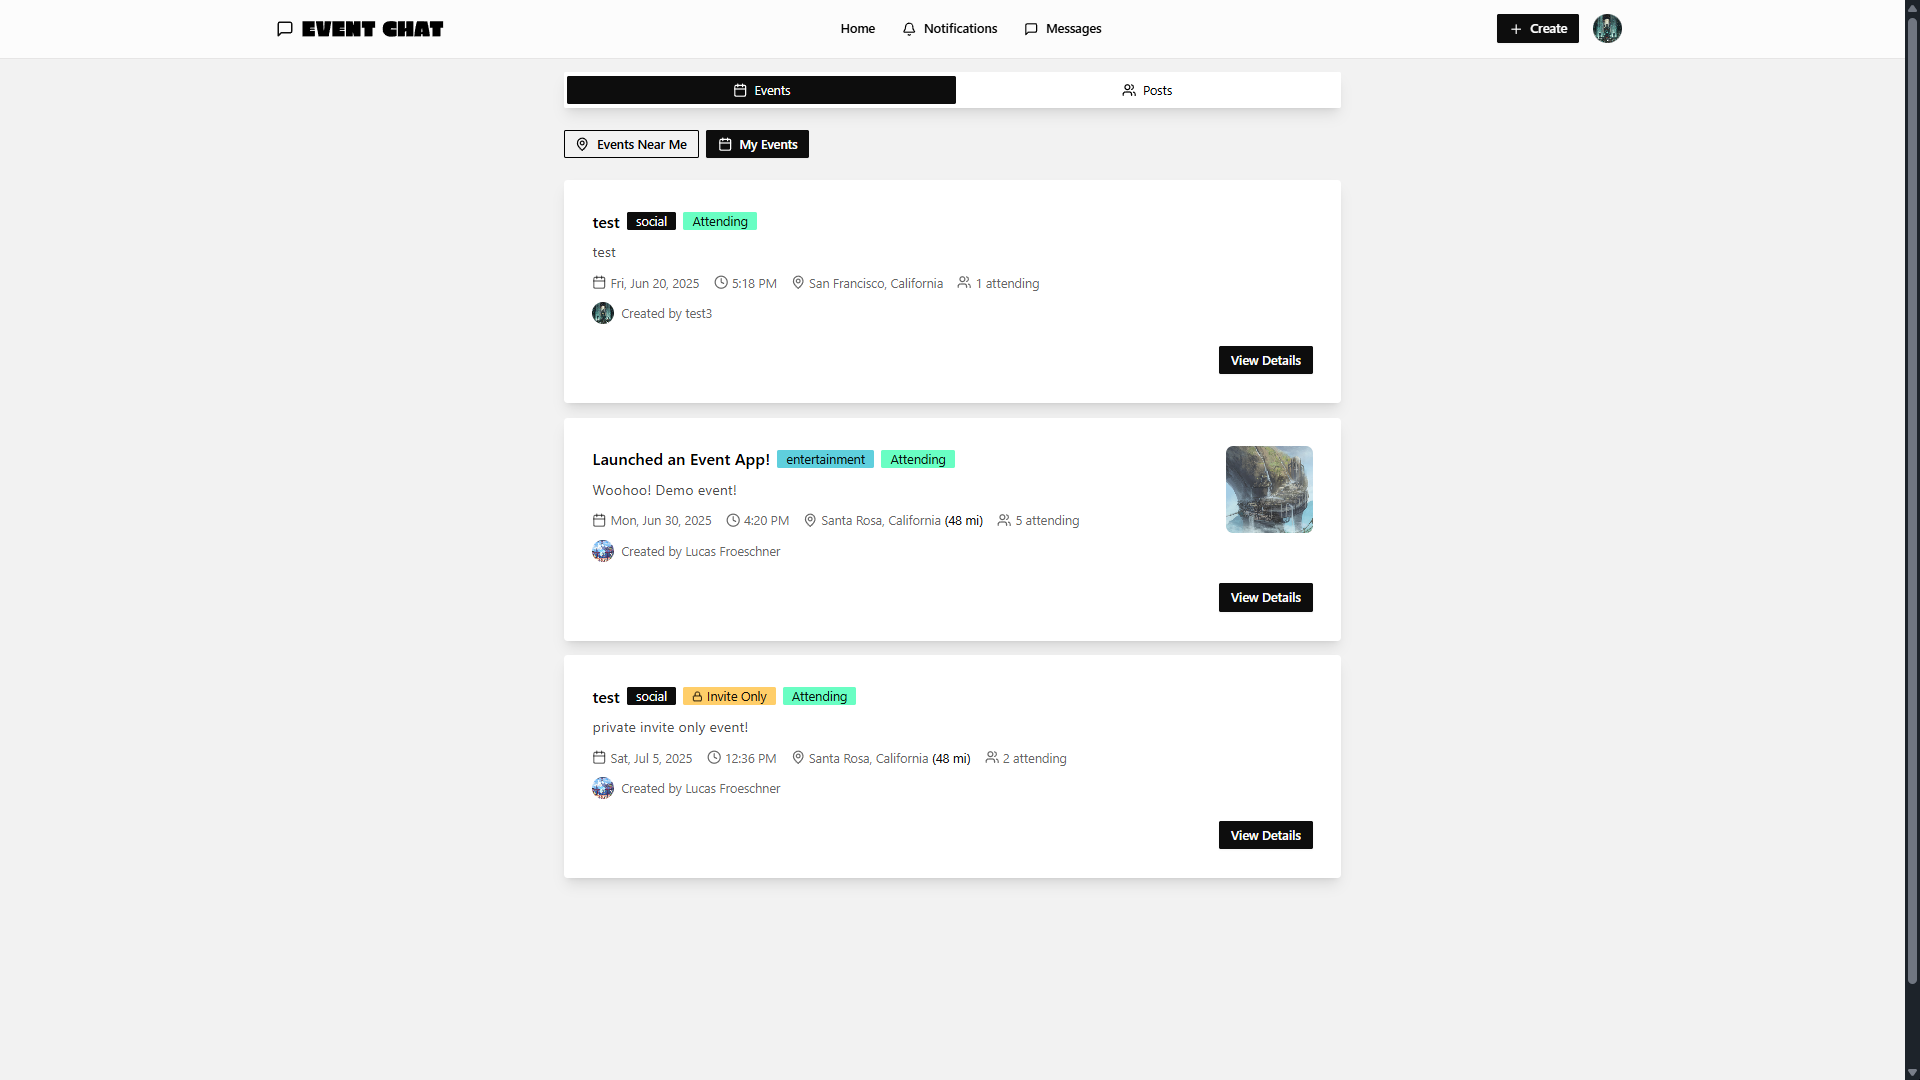 EVENT CHAT
Home Notifications Messages
Create
Events Posts
Events Near Me My Events
test social Attending
test
Fri, Jun 20, 2025 5:18 PM San Francisco, California 1 attending
Created by test3
View Details
Launched an Event App! entertainment Attending
Woohoo! Demo event!
Mon, Jun 30, 2025 4:20 PM Santa Rosa, California (48 mi) 5 attending
Created by Lucas Froeschner
View Details
test social Invite Only Attending
private invite only event!
Sat, Jul 5, 2025 12:36 PM Santa Rosa, California (48 mi) 2 attending
Created by Lucas Froeschner
View Details